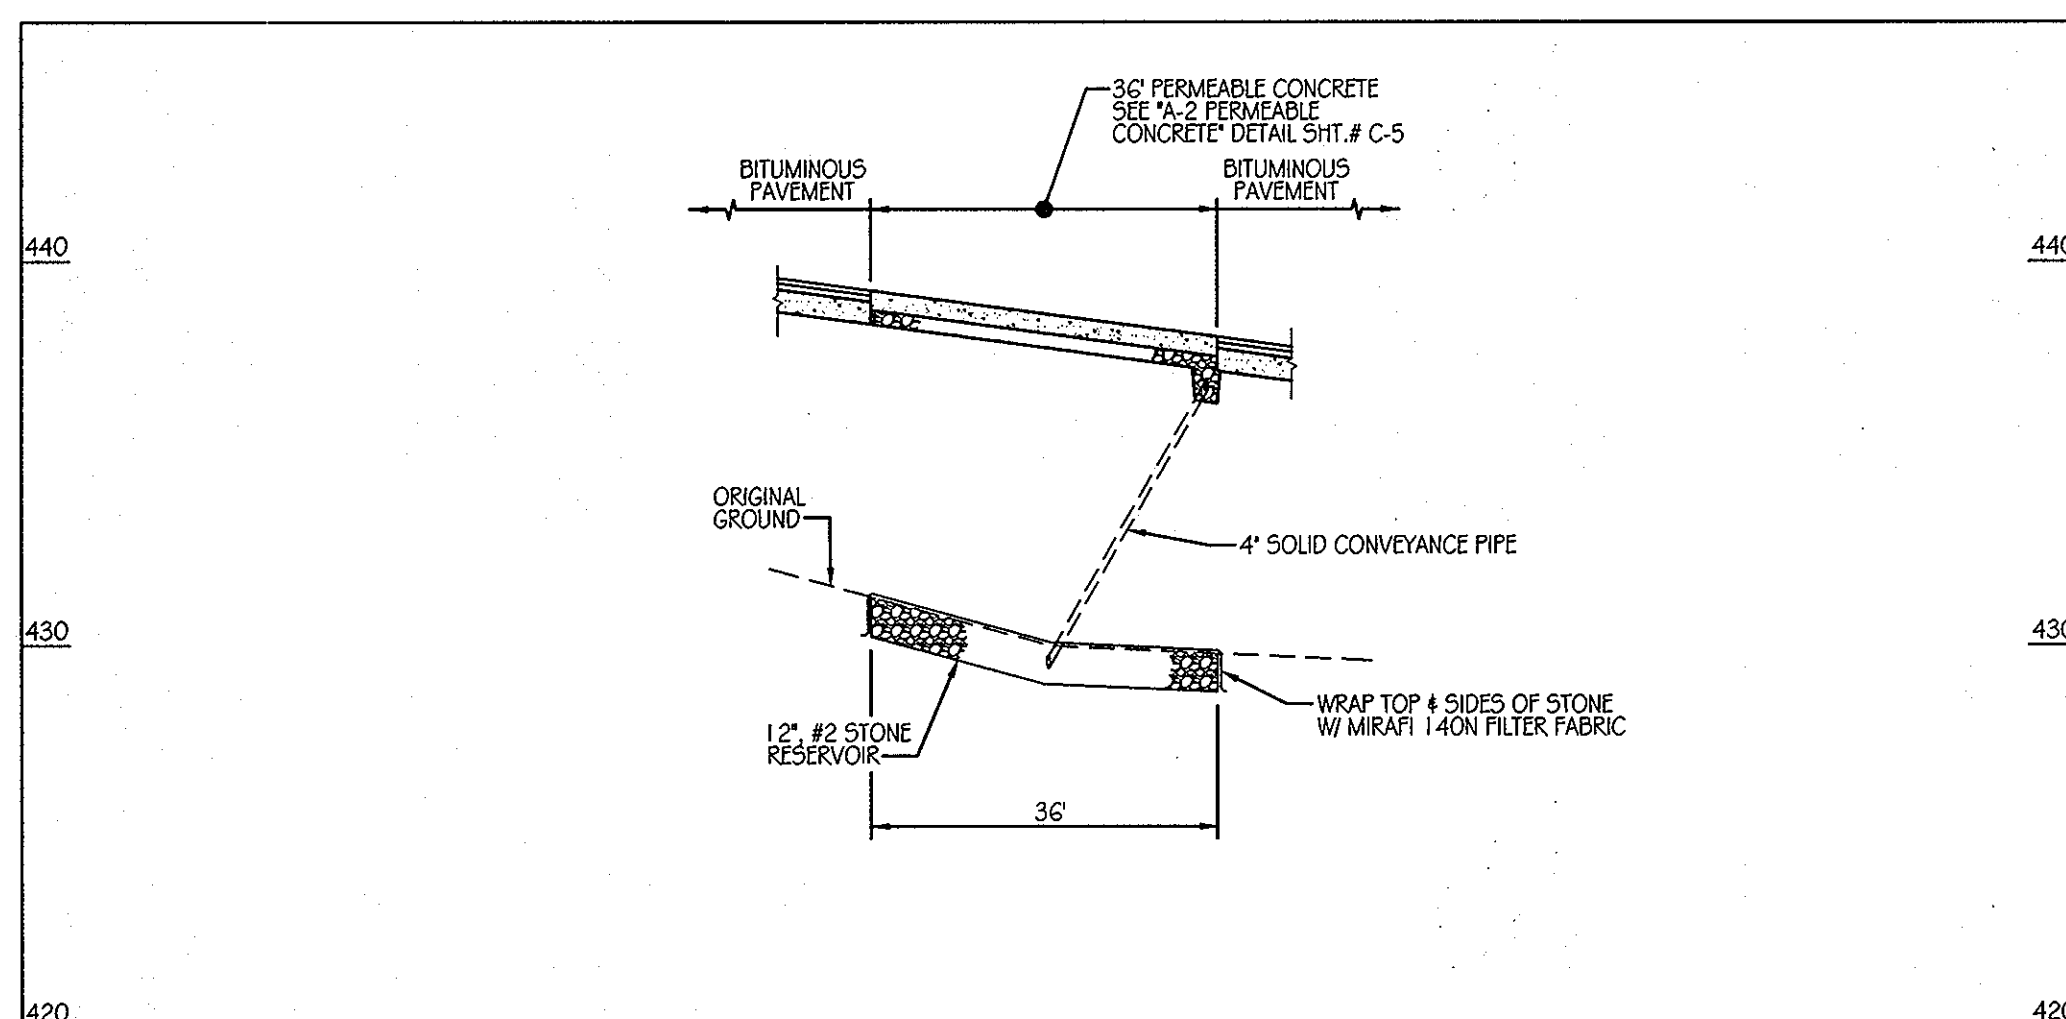 36' PERMEABLE CONCRETE
SEE "A-2 PERMEABLE
CONCRETE" DETAIL SHT.# C-5
BITUMINOUS
PAVEMENT
BITUMINOUS
PAVEMENT
440
440
ORIGINAL
GROUND
4" SOLID CONVEYANCE PIPE
430
430
WRAP TOP & SIDES OF STONE
W/ MIRAFI 140N FILTER FABRIC
12", #2 STONE
RESERVOIR
36'
420
420